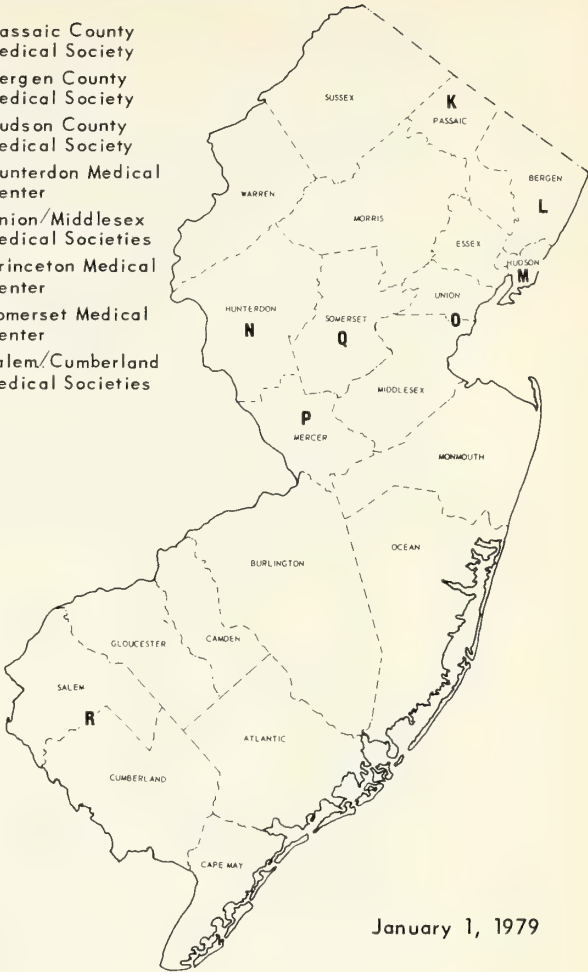 assaic County
edical Society
ergen County
edical Society
udson County
edical Society
unterdon Medical
enter
nion/Middlesex
edical Societies
rinceton Medical
enter
omerset Medical
enter
alem/Cumberland
edical Societies
SUSSEX
K
PASSAIC
BERGEN
L
WARREN
MORRIS
ESSEX
HUDSON
M
UNION
O
HUNTERDON
N
SOMERSET
Q
MIDDLESEX
P
MERCER
MONMOUTH
OCEAN
BURLINGTON
GLOUCESTER
CAMDEN
SALEM
R
ATLANTIC
CUMBERLAND
CAPE MAY
January 1, 1979